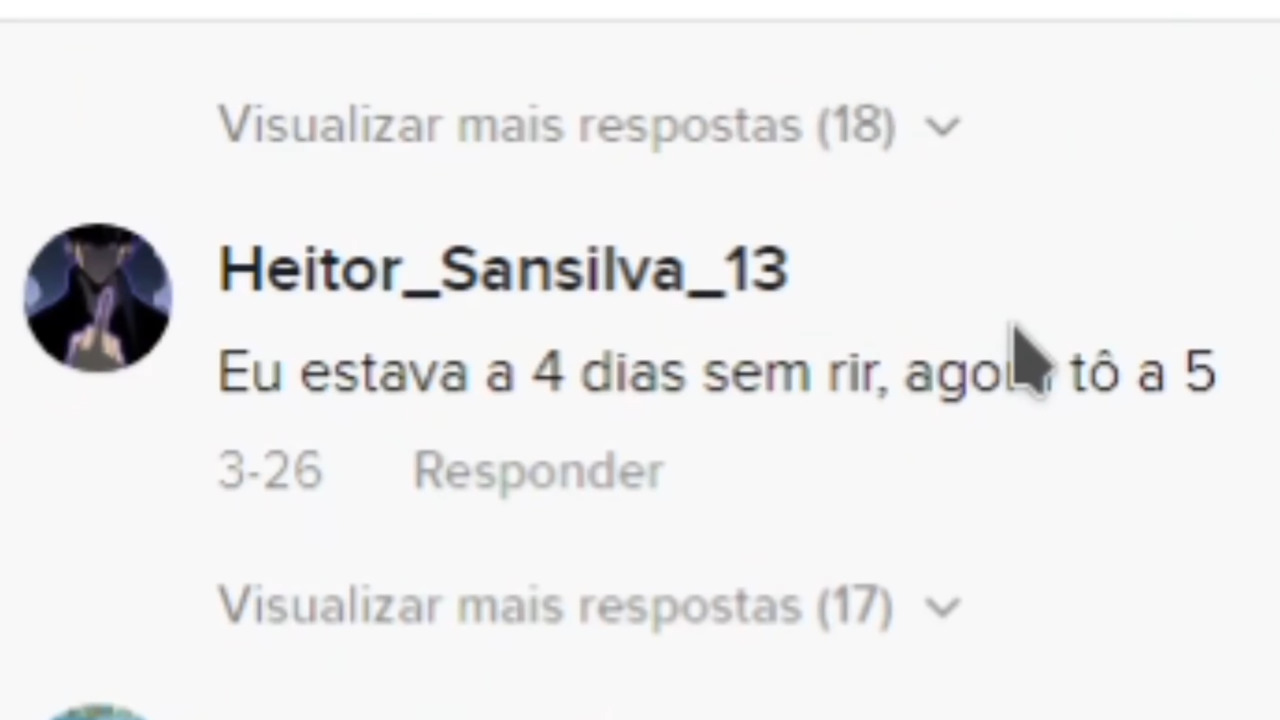 Visualizar mais respostas (18)
Heitor_Sansilva_13
Eu estava a 4 dias sem rir, agora tô a 5
3-26 Responder
Visualizar mais respostas (17)